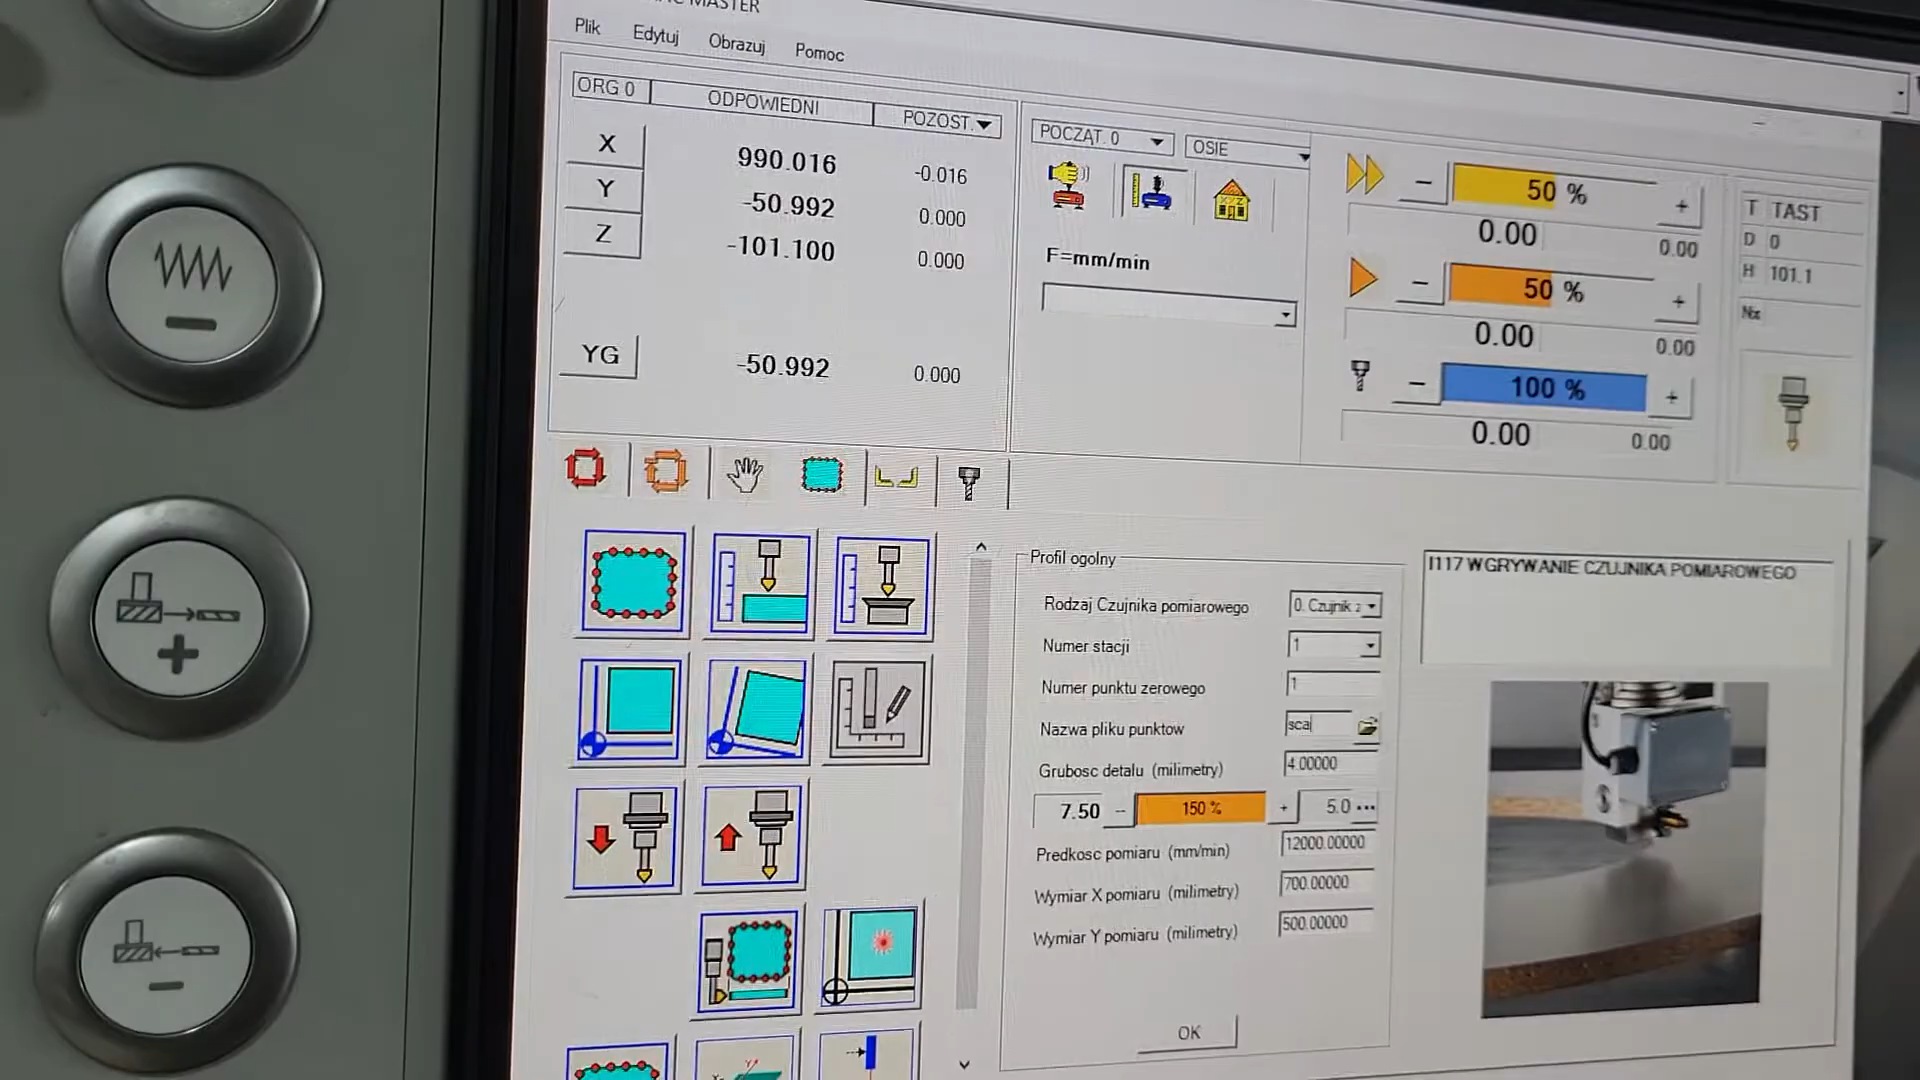 MASTER
Plik Edytuj Obrazuj Pomoc
ORG 0 ODPOWIEDNI POZOST.
X 990.016 -0.016
Y -50.992 0.000
Z -101.100 0.000
YG -50.992 0.000
POCZĄT. 0 OSIE
F=mm/min
− 50 % +
0.00 0.00
− 50 % +
0.00 0.00
− 100 % +
0.00 0.00
T TAST
D 0
H 101.1
Nx
Profil ogolny
Rodzaj Czujnika pomiarowego 0. Czujnik z
Numer stacji 1
Numer punktu zerowego 1
Nazwa pliku punktow sca
Grubosc detalu (milimetry) 4.00000
7.50 − 150 % + 5.0 ...
Predkosc pomiaru (mm/min) 12000.00000
Wymiar X pomiaru (milimetry) 700.00000
Wymiar Y pomiaru (milimetry) 500.00000
OK
I117 WGRYWANIE CZUJNIKA POMIAROWEGO